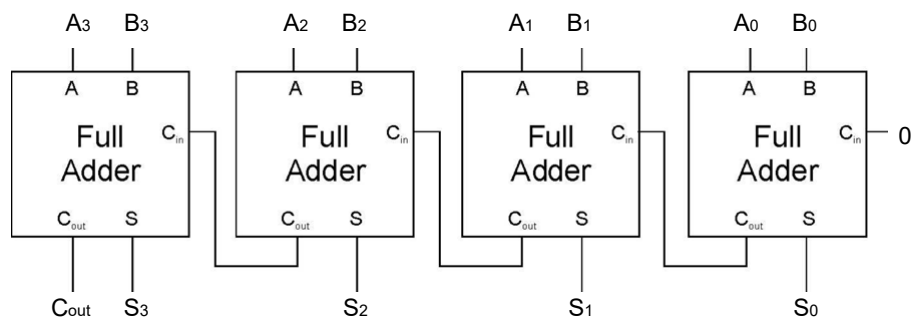 A3 B3 A2 B2 A1 B1 A0 B0
A B A B A B A B
Cin Cin Cin Cin 0
Full Full Full Full
Adder Adder Adder Adder
Cout S Cout S Cout S Cout S
Cout S3 S2 S1 S0